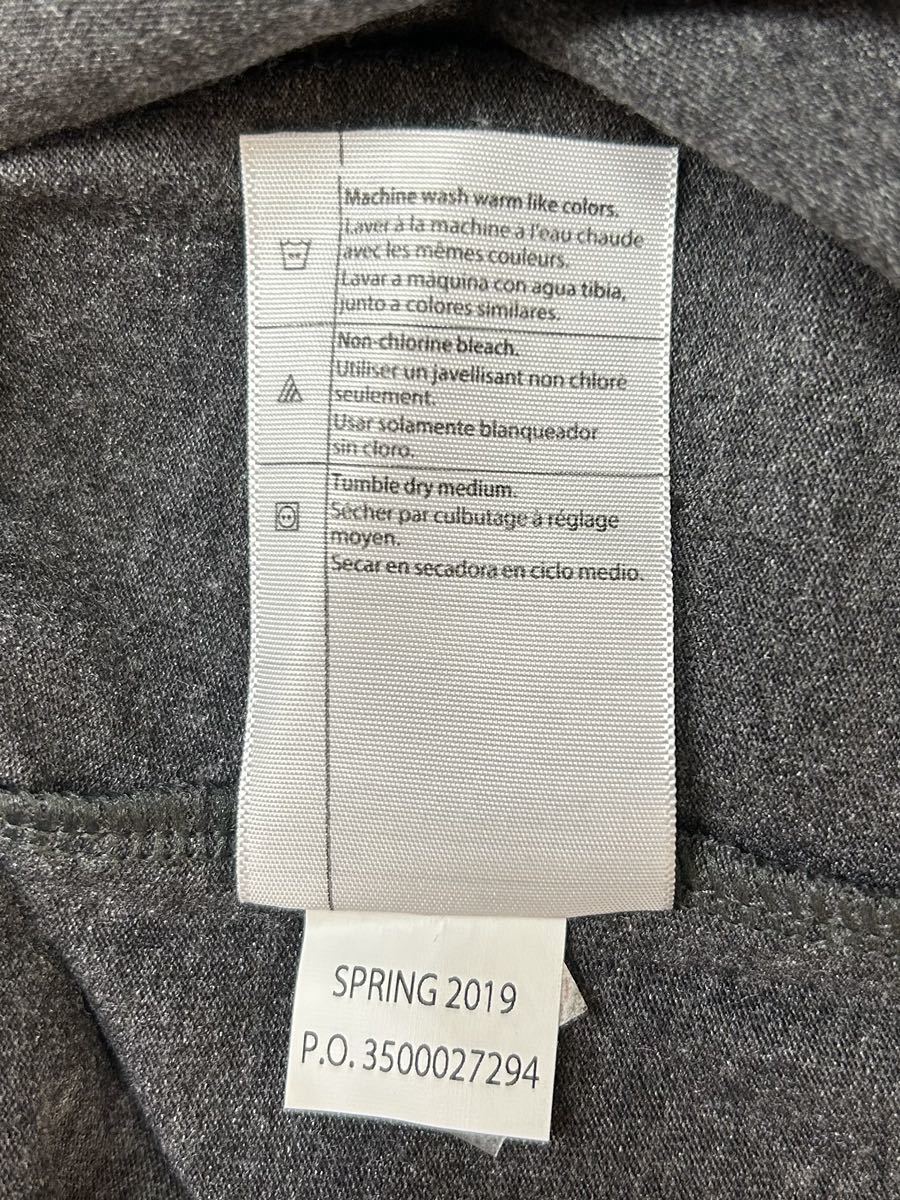 Machine wash warm like colors.
Laver à la machine à l'eau chaude
avec les mêmes couleurs.
Lavar a máquina con agua tibia,
junto a colores similares.
Non-chlorine bleach.
Utiliser un javellisant non chloré
seulement.
Usar solamente blanqueador
sin cloro.
Tumble dry medium.
Sécher par culbutage à réglage
moyen.
Secar en secadora en ciclo medio.
SPRING 2019
P.O. 3500027294